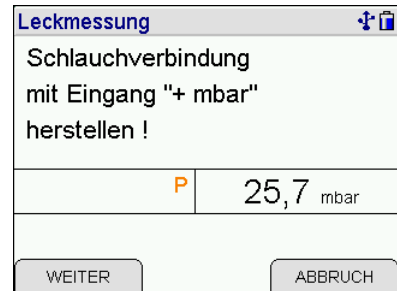 Leckmessung
Schlauchverbindung
mit Eingang "+ mbar"
herstellen !
P 25,7 mbar
WEITER ABBRUCH